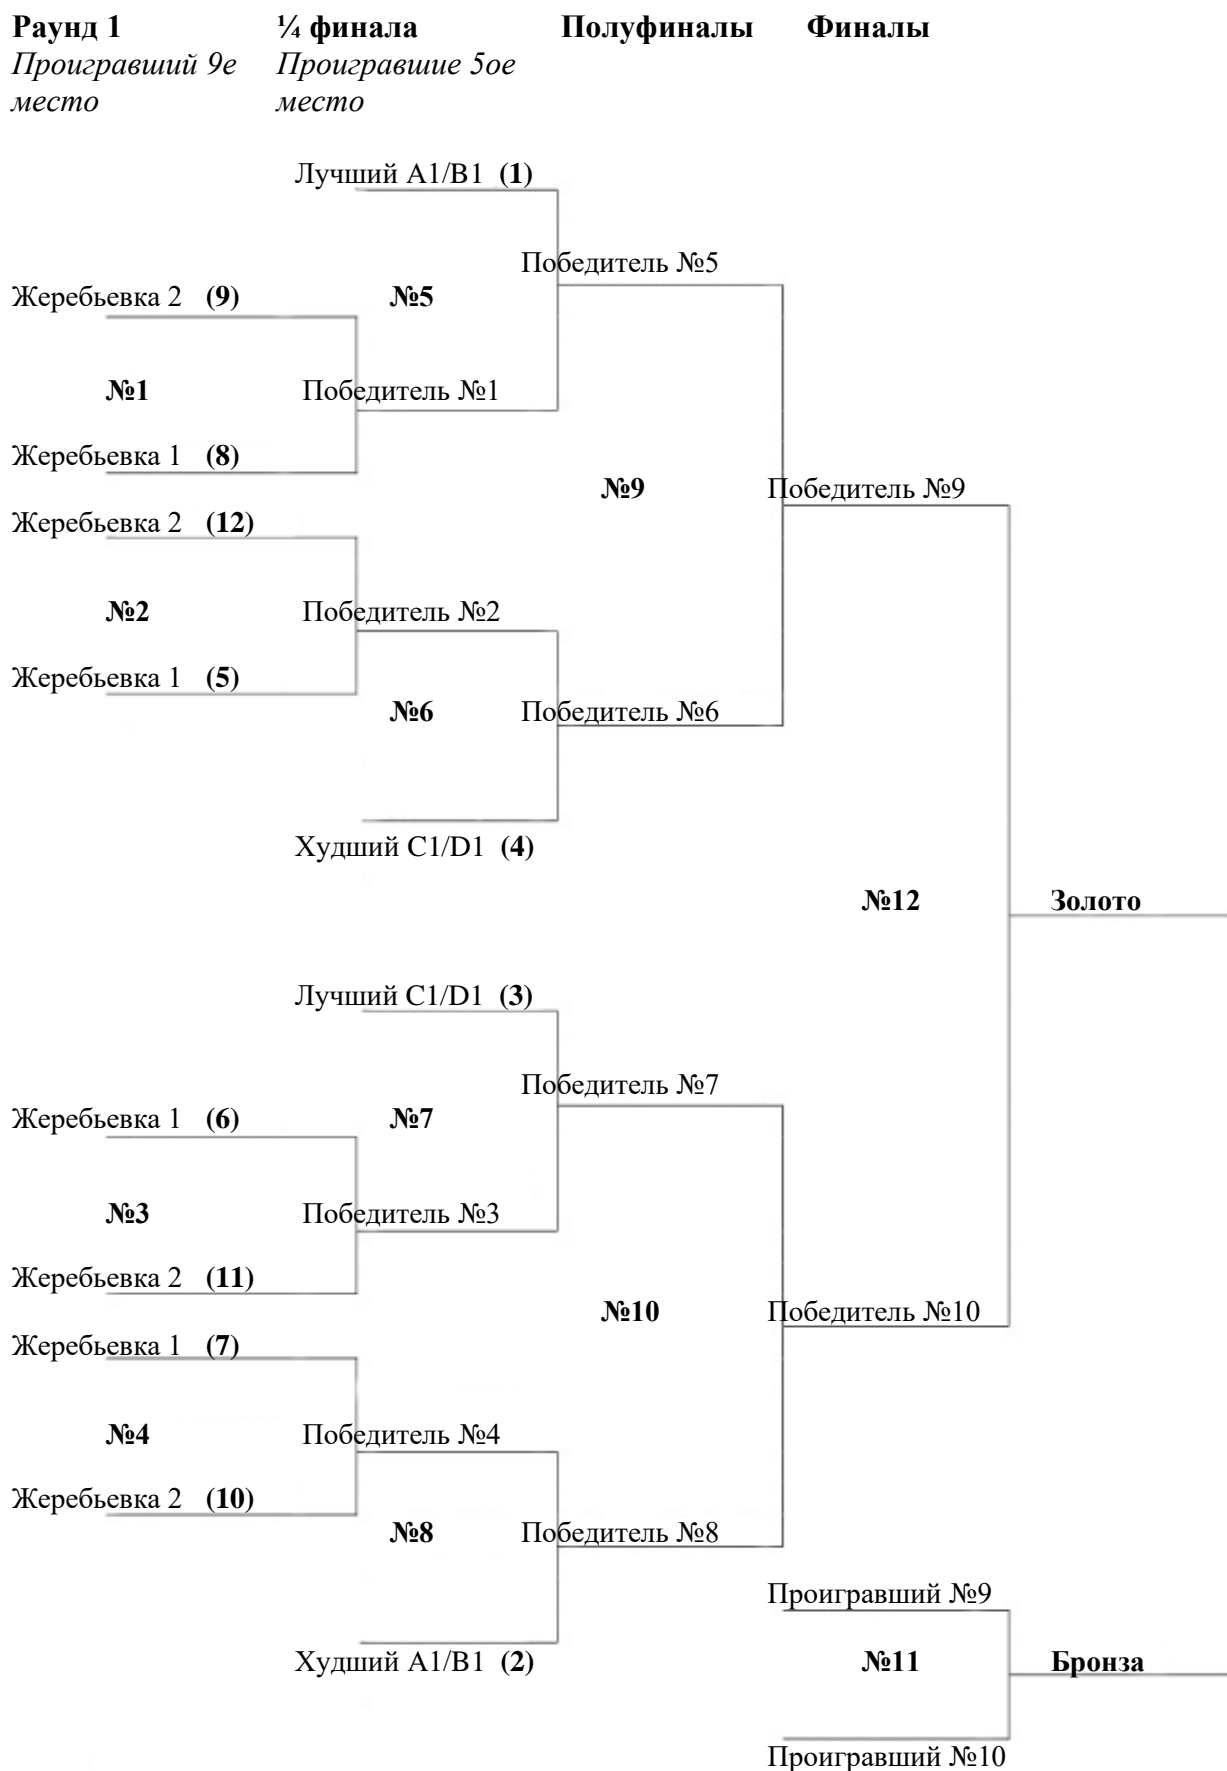 Раунд 1 ¼ финала Полуфиналы Финалы
Проигравший 9е Проигравшие 5ое
место место
Лучший A1/B1 (1)
Победитель №5
Жеребьевка 2 (9) №5
№1 Победитель №1
Жеребьевка 1 (8)
№9 Победитель №9
Жеребьевка 2 (12)
№2 Победитель №2
Жеребьевка 1 (5)
№6 Победитель №6
Худший C1/D1 (4)
№12 Золото
Лучший C1/D1 (3)
Победитель №7
Жеребьевка 1 (6) №7
№3 Победитель №3
Жеребьевка 2 (11)
№10 Победитель №10
Жеребьевка 1 (7)
№4 Победитель №4
Жеребьевка 2 (10)
№8 Победитель №8
Проигравший №9
Худший A1/B1 (2) №11 Бронза
Проигравший №10